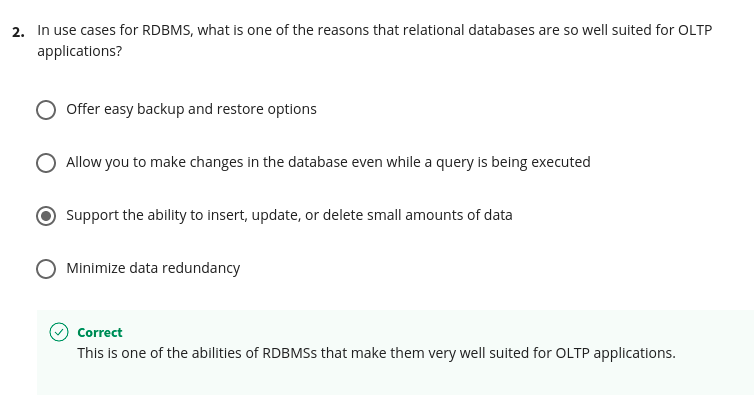 2. In use cases for RDBMS, what is one of the reasons that relational databases are so well suited for OLTP
applications?
Offer easy backup and restore options
Allow you to make changes in the database even while a query is being executed
Support the ability to insert, update, or delete small amounts of data
Minimize data redundancy
Correct
This is one of the abilities of RDBMSs that make them very well suited for OLTP applications.